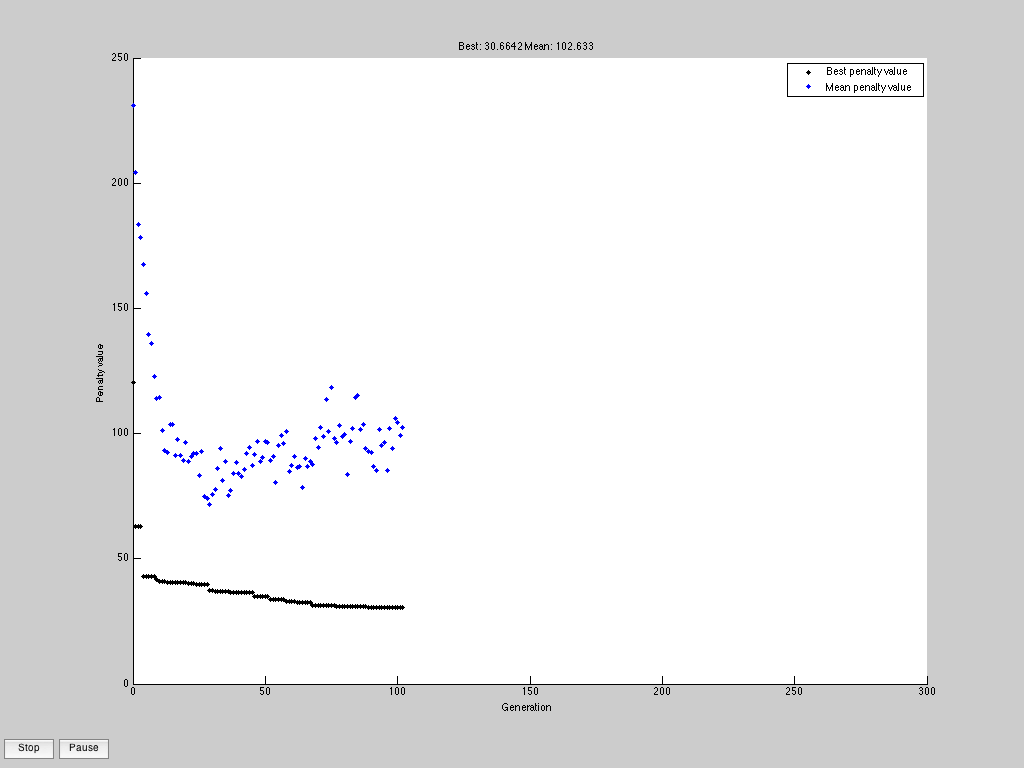 Best: 30.6642 Mean: 102.633
250
Best penalty value
Mean penalty value
200
150
Penalty value
100
50
0
0 50 100 150 200 250 300
Generation
Stop Pause